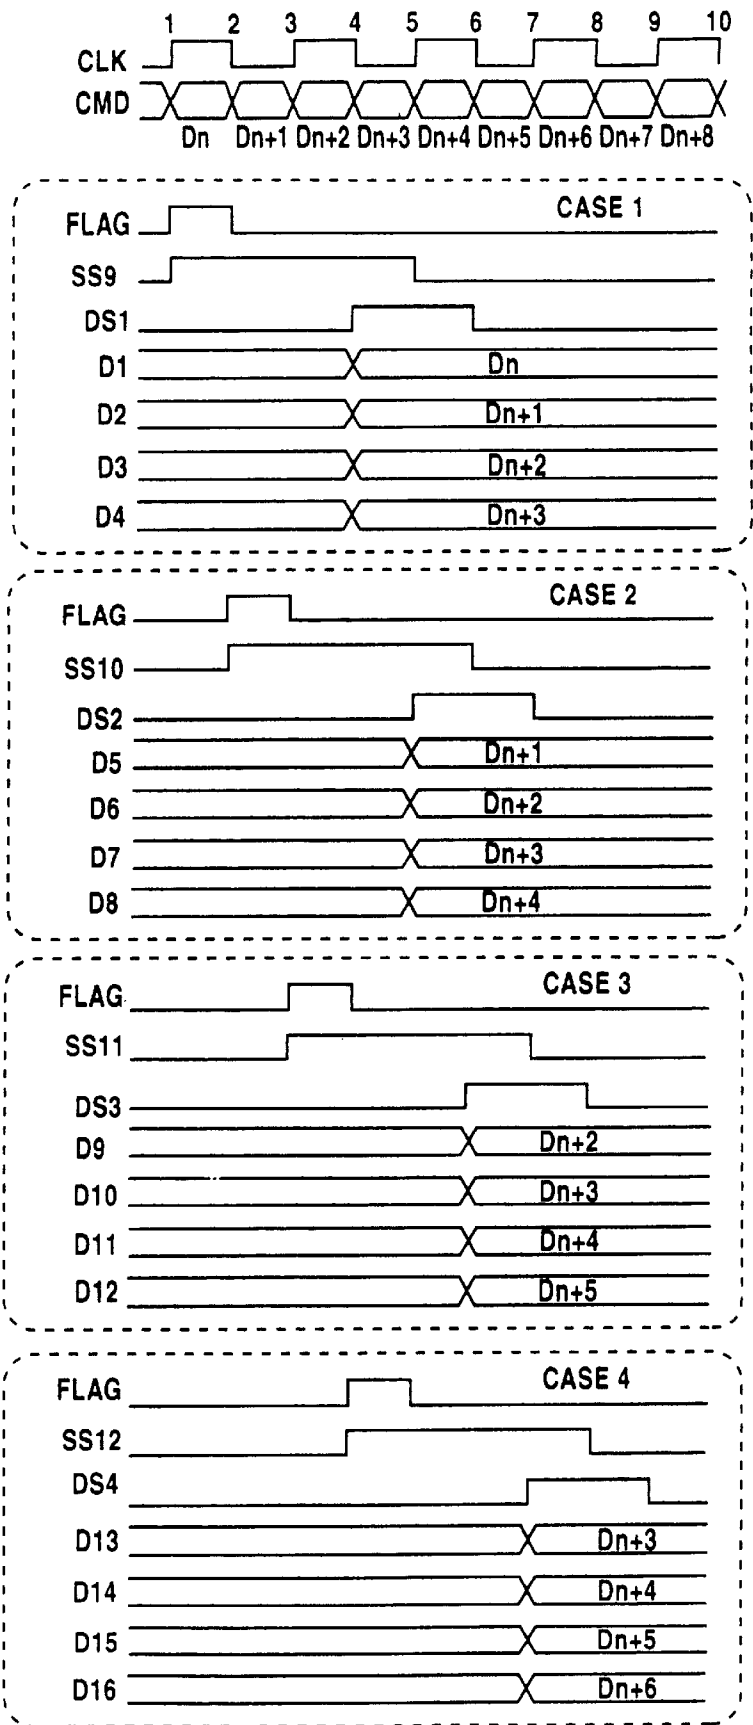 1 2 3 4 5 6 7 8 9 10
CLK
CMD
Dn Dn+1 Dn+2 Dn+3 Dn+4 Dn+5 Dn+6 Dn+7 Dn+8
CASE 1
FLAG
SS9
DS1
D1 Dn
D2 Dn+1
D3 Dn+2
D4 Dn+3
CASE 2
FLAG
SS10
DS2
D5 Dn+1
D6 Dn+2
D7 Dn+3
D8 Dn+4
CASE 3
FLAG
SS11
DS3
D9 Dn+2
D10 Dn+3
D11 Dn+4
D12 Dn+5
CASE 4
FLAG
SS12
DS4
D13 Dn+3
D14 Dn+4
D15 Dn+5
D16 Dn+6